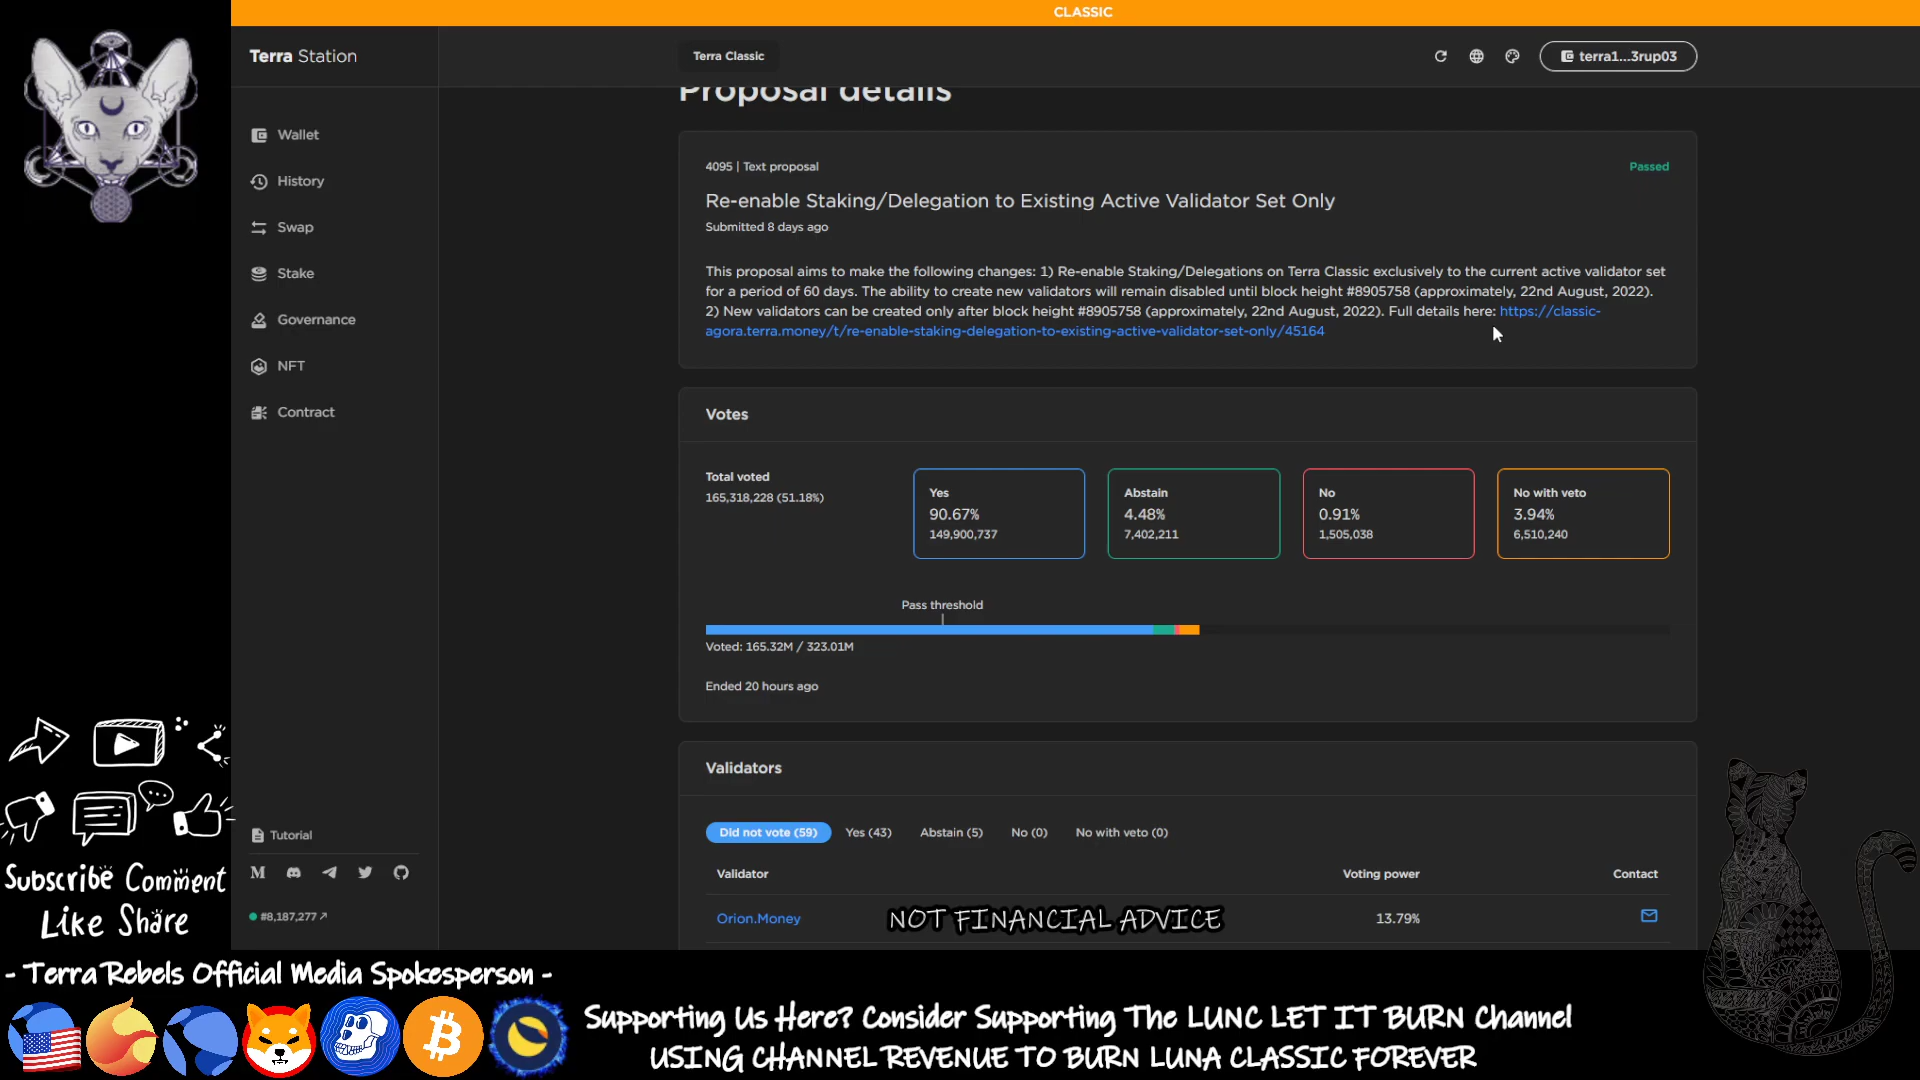 CLASSIC
Terra Station
Terra Classic
terra1...3rup03
Wallet
History
Swap
Stake
Governance
NFT
Contract
Tutorial
#8,187,277
Proposal details
4095 | Text proposal
Passed
Re-enable Staking/Delegation to Existing Active Validator Set Only
Submitted 8 days ago
This proposal aims to make the following changes: 1) Re-enable Staking/Delegations on Terra Classic exclusively to the current active validator set
for a period of 60 days. The ability to create new validators will remain disabled until block height #8905758 (approximately, 22nd August, 2022).
2) New validators can be created only after block height #8905758 (approximately, 22nd August, 2022). Full details here: https://classic-
agora.terra.money/t/re-enable-staking-delegation-to-existing-active-validator-set-only/45164
Votes
Total voted
165,318,228 (51.18%)
Yes
90.67%
149,900,737
Abstain
4.48%
7,402,211
No
0.91%
1,505,038
No with veto
3.94%
6,510,240
Pass threshold
Voted: 165.32M / 323.01M
Ended 20 hours ago
Validators
Did not vote (59) Yes (43) Abstain (5) No (0) No with veto (0)
Validator Voting power Contact
Orion.Money 13.79%
NOT FINANCIAL ADVICE
Subscribe Comment
Like Share
- Terra Rebels Official Media Spokesperson -
Supporting Us Here? Consider Supporting The LUNC LET IT BURN Channel
USING CHANNEL REVENUE TO BURN LUNA CLASSIC FOREVER